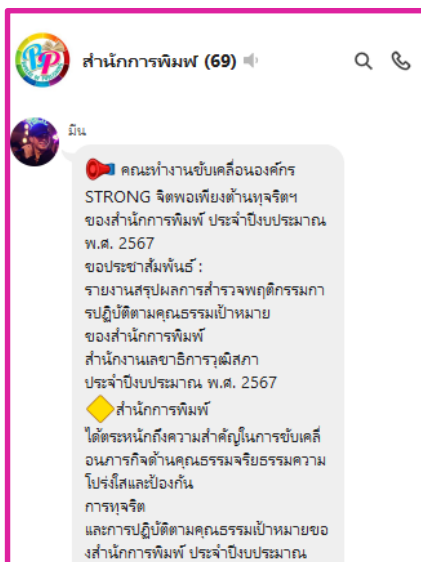 สำนักการพิมพ์ (69)
มีน
คณะทำงานขับเคลื่อนองค์กร
STRONG จิตพอเพียงต้านทุจริตฯ
ของสำนักการพิมพ์ ประจำปีงบประมาณ
พ.ศ. 2567
ขอประชาสัมพันธ์ :
รายงานสรุปผลการสำรวจพฤติกรรมกา
รปฏิบัติตามคุณธรรมเป้าหมาย
ของสำนักการพิมพ์
สำนักงานเลขาธิการวุฒิสภา
ประจำปีงบประมาณ พ.ศ. 2567
สำนักการพิมพ์
ได้ตระหนักถึงความสำคัญในการขับเคลื่
อนภารกิจด้านคุณธรรมจริยธรรมความ
โปร่งใสและป้องกัน
การทุจริต
และการปฏิบัติตามคุณธรรมเป้าหมายขอ
งสำนักการพิมพ์ ประจำปีงบประมาณ